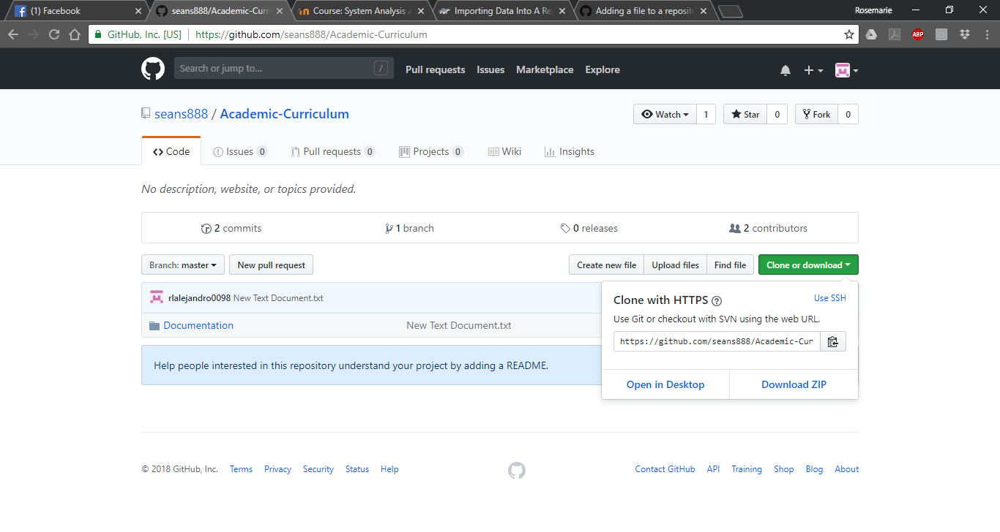 (1) Facebook
seans888/Academic-Curr
Course: System Analysis a
Importing Data Into A Re
Adding a file to a reposit
Rosemarie
GitHub, Inc. [US] https://github.com/seans888/Academic-Curriculum
ABP
Search or jump to... / Pull requests Issues Marketplace Explore
seans888 / Academic-Curriculum
Watch 1 Star 0 Fork 0
Code Issues 0 Pull requests 0 Projects 0 Wiki Insights
No description, website, or topics provided.
2 commits 1 branch 0 releases 2 contributors
Branch: master New pull request Create new file Upload files Find file Clone or download
rlalejandro0098 New Text Document.txt
Documentation New Text Document.txt
Help people interested in this repository understand your project by adding a README.
Clone with HTTPS ? Use SSH
Use Git or checkout with SVN using the web URL.
https://github.com/seans888/Academic-Cur
Open in Desktop Download ZIP
© 2018 GitHub, Inc. Terms Privacy Security Status Help Contact GitHub API Training Shop Blog About